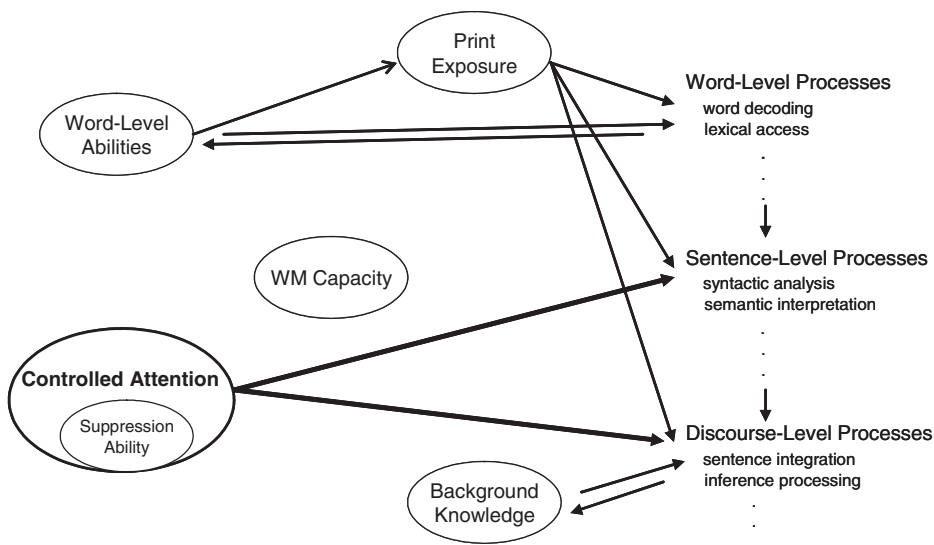 Print
Exposure
Word-Level Processes
word decoding
lexical access
Word-Level
Abilities
WM Capacity
Sentence-Level Processes
syntactic analysis
semantic interpretation
Controlled Attention
Suppression
Ability
Discourse-Level Processes
sentence integration
inference processing
Background
Knowledge